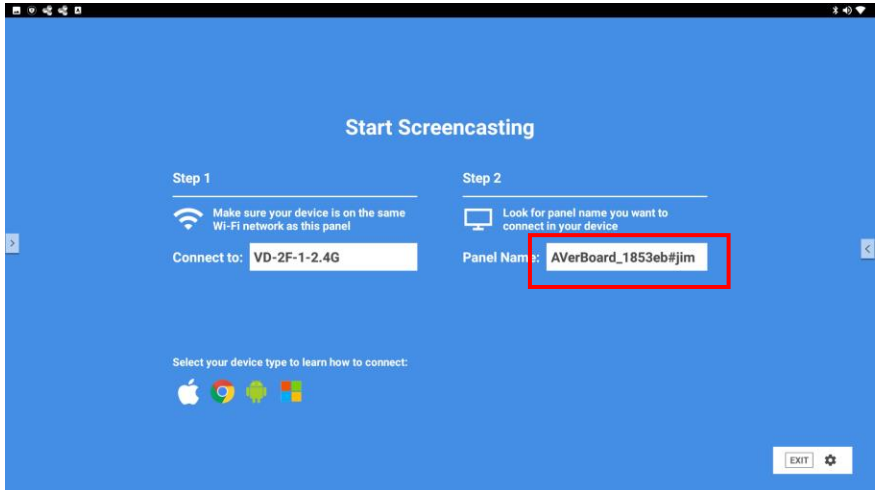 Start Screencasting
Step 1
Make sure your device is on the same
Wi-Fi network as this panel
Connect to: VD-2F-1-2.4G
Step 2
Look for panel name you want to
connect in your device
Panel Name: AVerBoard_1853eb#jim
Select your device type to learn how to connect:
EXIT